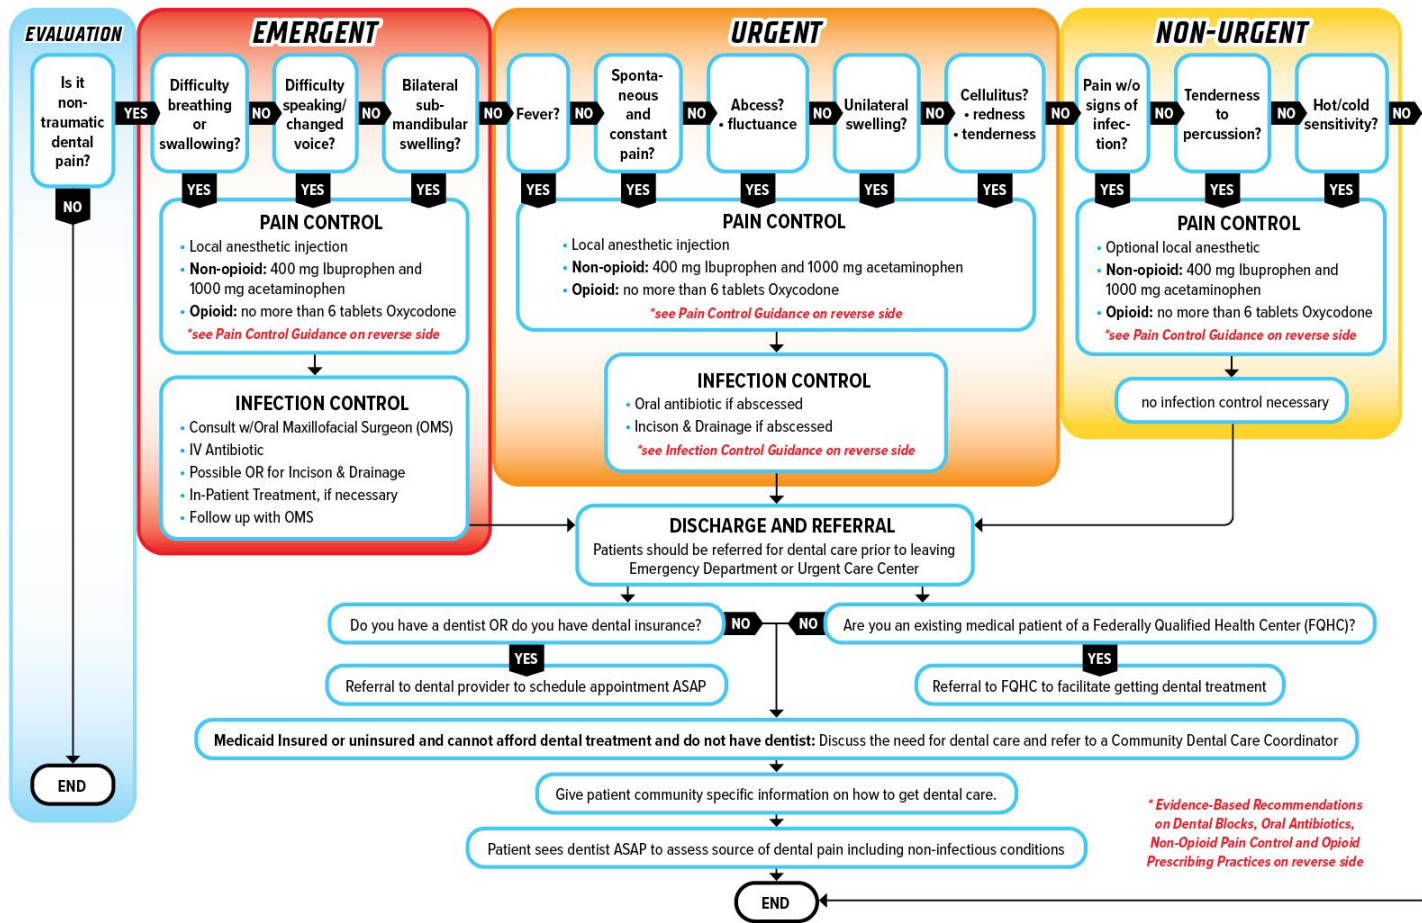 EVALUATION
Is it
non-
traumatic
dental
pain?
YES
NO
END
EMERGENT
Difficulty
breathing
or
swallowing?
NO
Difficulty
speaking/
changed
voice?
NO
Bilateral
sub-
mandibular
swelling?
NO
YES
YES
YES
PAIN CONTROL
• Local anesthetic injection
• Non-opioid: 400 mg Ibuprophen and
1000 mg acetaminophen
• Opioid: no more than 6 tablets Oxycodone
*see Pain Control Guidance on reverse side
INFECTION CONTROL
• Consult w/Oral Maxillofacial Surgeon (OMS)
• IV Antibiotic
• Possible OR for Incison & Drainage
• In-Patient Treatment, if necessary
• Follow up with OMS
URGENT
Fever?
NO
Sponta-
neous
and
constant
pain?
NO
Abcess?
• fluctuance
NO
Unilateral
swelling?
NO
Cellulitus?
• redness
• tenderness
NO
YES
YES
YES
YES
YES
PAIN CONTROL
• Local anesthetic injection
• Non-opioid: 400 mg Ibuprophen and 1000 mg acetaminophen
• Opioid: no more than 6 tablets Oxycodone
*see Pain Control Guidance on reverse side
INFECTION CONTROL
• Oral antibiotic if abscessed
• Incison & Drainage if abscessed
*see Infection Control Guidance on reverse side
NON-URGENT
Pain w/o
signs of
infec-
tion?
NO
Tenderness
to
percussion?
NO
Hot/cold
sensitivity?
NO
YES
YES
YES
PAIN CONTROL
• Optional local anesthetic
• Non-opioid: 400 mg Ibuprophen and
1000 mg acetaminophen
• Opioid: no more than 6 tablets Oxycodone
*see Pain Control Guidance on reverse side
no infection control necessary
DISCHARGE AND REFERRAL
Patients should be referred for dental care prior to leaving
Emergency Department or Urgent Care Center
Do you have a dentist OR do you have dental insurance?
NO
NO
Are you an existing medical patient of a Federally Qualified Health Center (FQHC)?
YES
YES
Referral to dental provider to schedule appointment ASAP
Referral to FQHC to facilitate getting dental treatment
Medicaid Insured or uninsured and cannot afford dental treatment and do not have dentist: Discuss the need for dental care and refer to a Community Dental Care Coordinator
Give patient community specific information on how to get dental care.
Patient sees dentist ASAP to assess source of dental pain including non-infectious conditions
END
* Evidence-Based Recommendations
on Dental Blocks, Oral Antibiotics,
Non-Opioid Pain Control and Opioid
Prescribing Practices on reverse side